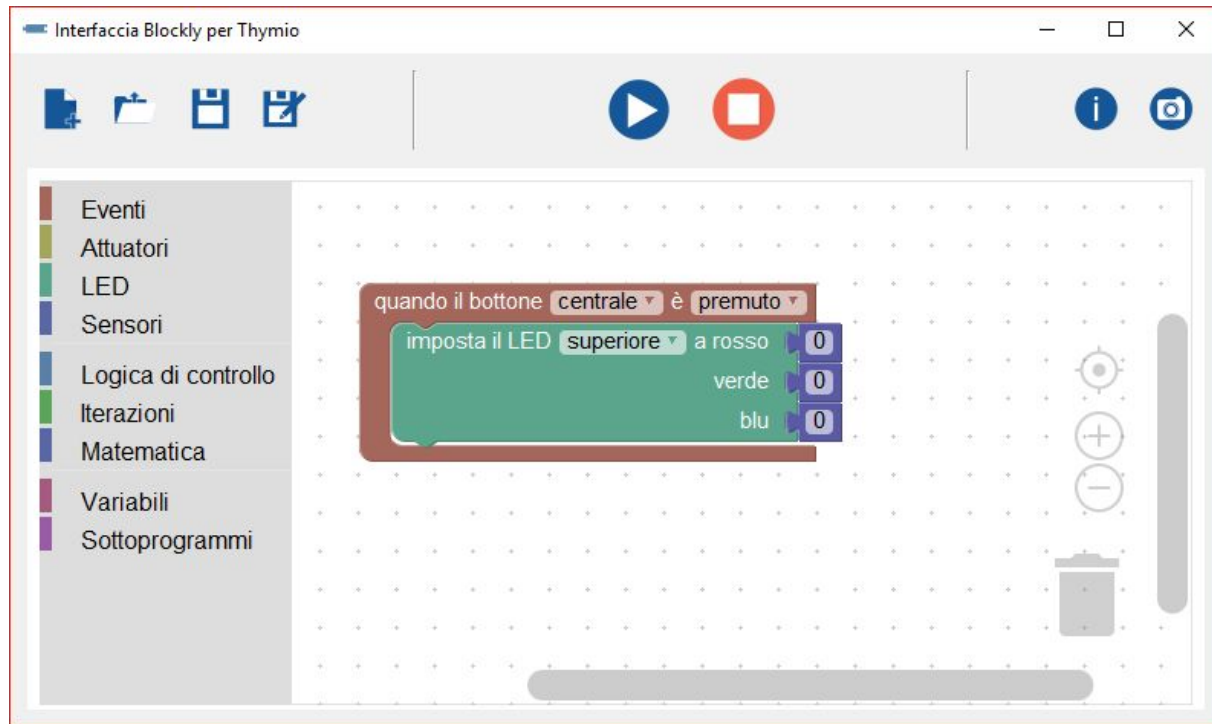 Interfaccia Blockly per Thymio
Eventi
Attuatori
LED
Sensori
Logica di controllo
Iterazioni
Matematica
Variabili
Sottoprogrammi
quando il bottone centrale è premuto
imposta il LED superiore a rosso 0
verde 0
blu 0